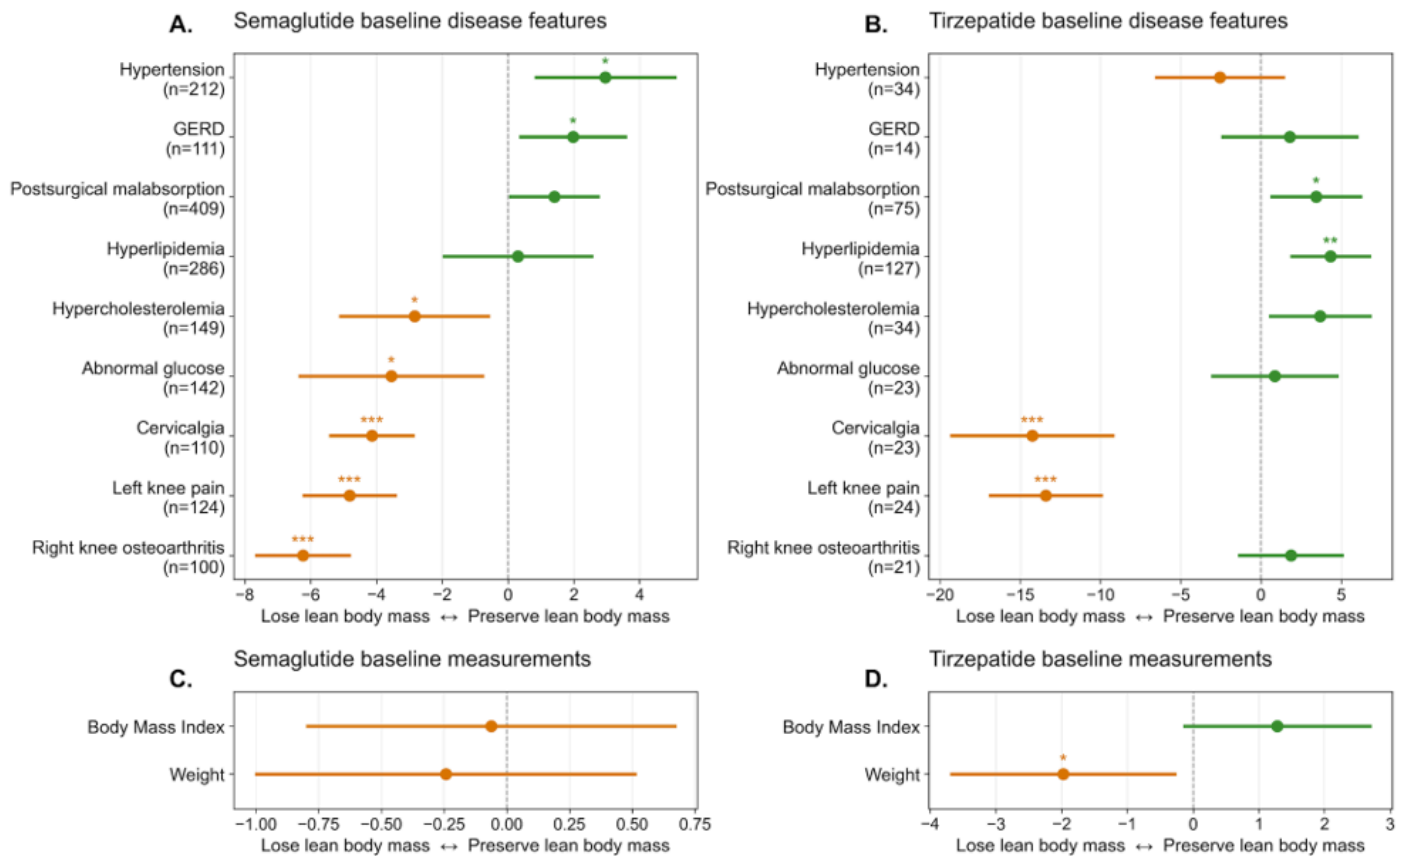 A. Semaglutide baseline disease features
Hypertension
(n=212)
*
GERD
(n=111)
*
Postsurgical malabsorption
(n=409)
Hyperlipidemia
(n=286)
Hypercholesterolemia
(n=149)
*
Abnormal glucose
(n=142)
*
Cervicalgia
(n=110)
***
Left knee pain
(n=124)
***
Right knee osteoarthritis
(n=100)
***
−8 −6 −4 −2 0 2 4
Lose lean body mass ↔ Preserve lean body mass
B. Tirzepatide baseline disease features
Hypertension
(n=34)
GERD
(n=14)
Postsurgical malabsorption
(n=75)
*
Hyperlipidemia
(n=127)
**
Hypercholesterolemia
(n=34)
Abnormal glucose
(n=23)
Cervicalgia
(n=23)
***
Left knee pain
(n=24)
***
Right knee osteoarthritis
(n=21)
−20 −15 −10 −5 0 5
Lose lean body mass ↔ Preserve lean body mass
C. Semaglutide baseline measurements
Body Mass Index
Weight
−1.00 −0.75 −0.50 −0.25 0.00 0.25 0.50 0.75
Lose lean body mass ↔ Preserve lean body mass
D. Tirzepatide baseline measurements
Body Mass Index
Weight
*
−4 −3 −2 −1 0 1 2 3
Lose lean body mass ↔ Preserve lean body mass